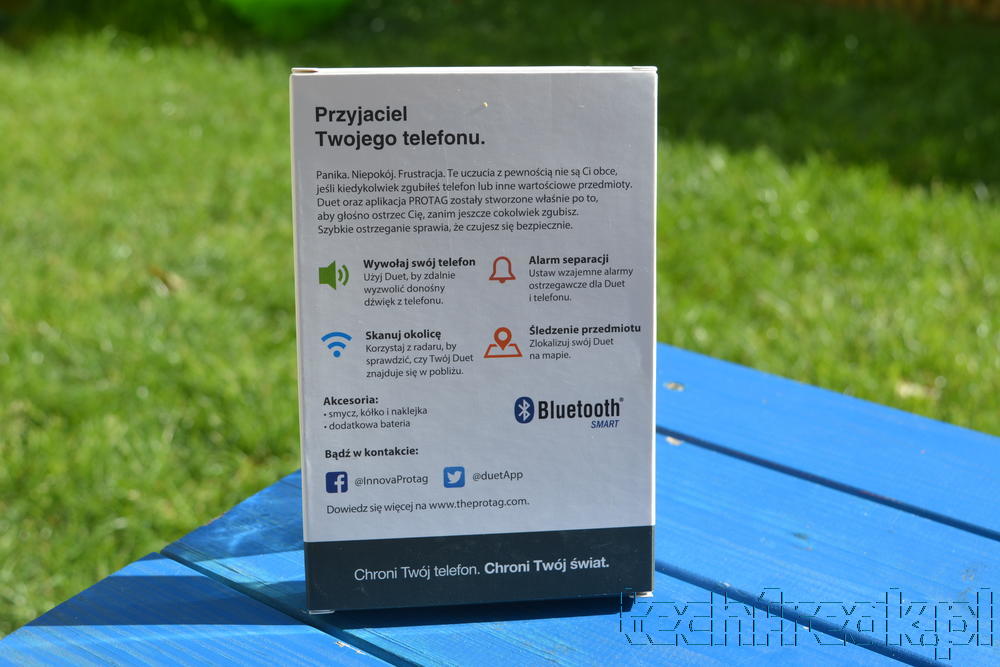 Przyjaciel
Twojego telefonu.
Panika. Niepokój. Frustracja. Te uczucia z pewnością nie są Ci obce,
jeśli kiedykolwiek zgubiłeś telefon lub inne wartościowe przedmioty.
Duet oraz aplikacja PROTAG zostały stworzone właśnie po to,
aby głośno ostrzec Cię, zanim jeszcze cokolwiek zgubisz.
Szybkie ostrzeganie sprawia, że czujesz się bezpiecznie.
Wywołaj swój telefon
Użyj Duet, by zdalnie
wyzwolić donośny
dźwięk z telefonu.
Alarm separacji
Ustaw wzajemne alarmy
ostrzegawcze dla Duet
i telefonu.
Skanuj okolicę
Korzystaj z radaru, by
sprawdzić, czy Twój Duet
znajduje się w pobliżu.
Śledzenie przedmiotu
Zlokalizuj swój Duet
na mapie.
Akcesoria:
• smycz, kółko i naklejka
• dodatkowa bateria
Bluetooth®
SMART
Bądź w kontakcie:
@InnovaProtag
@duetApp
Dowiedz się więcej na www.theprotag.com.
Chroni Twój telefon. Chroni Twój świat.
techfreak.pl